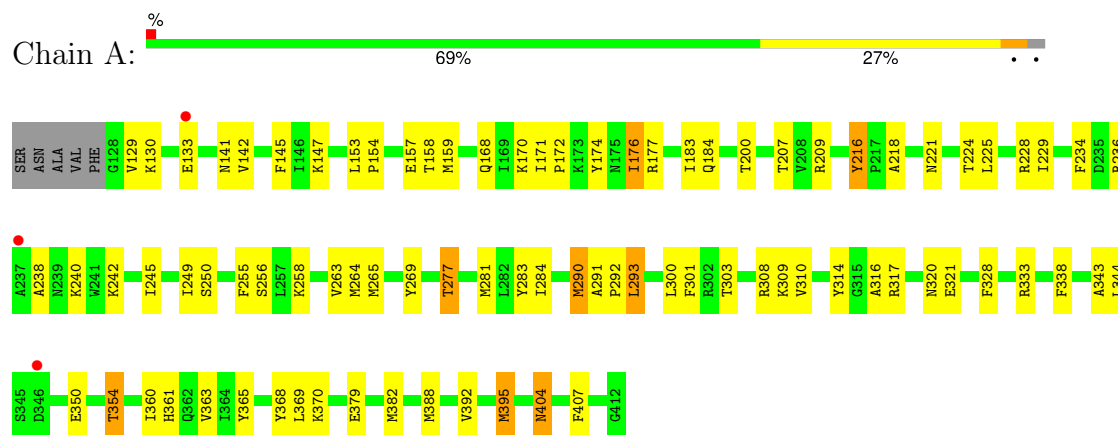 %
Chain A:
69% 27% • •
SER ASN ALA VAL PHE G128 V129 K130 E133 N141 V142 F145 I146 K147 L153 P154 E157 T158 M159 Q168 I169 K170 I171 P172 K173 Y174 N175 I176 R177 I183 Q184 T200 T207 V208 R209 Y216 P217 A218 N221 T224 L225 R228 I229 F234 D235 R236
A237 A238 N239 K240 W241 K242 I245 I249 S250 F255 S256 L257 K258 V263 M264 M265 Y269 T277 M281 L282 Y283 I284 M290 A291 P292 L293 L300 F301 R302 T303 R308 K309 V310 Y314 G315 A316 R317 N320 E321 F328 R333 F338 A343 L344
S345 D346 E350 T354 I360 H361 Q362 V363 I364 Y365 Y368 L369 K370 E379 M382 M388 V392 M395 N404 F407 G412